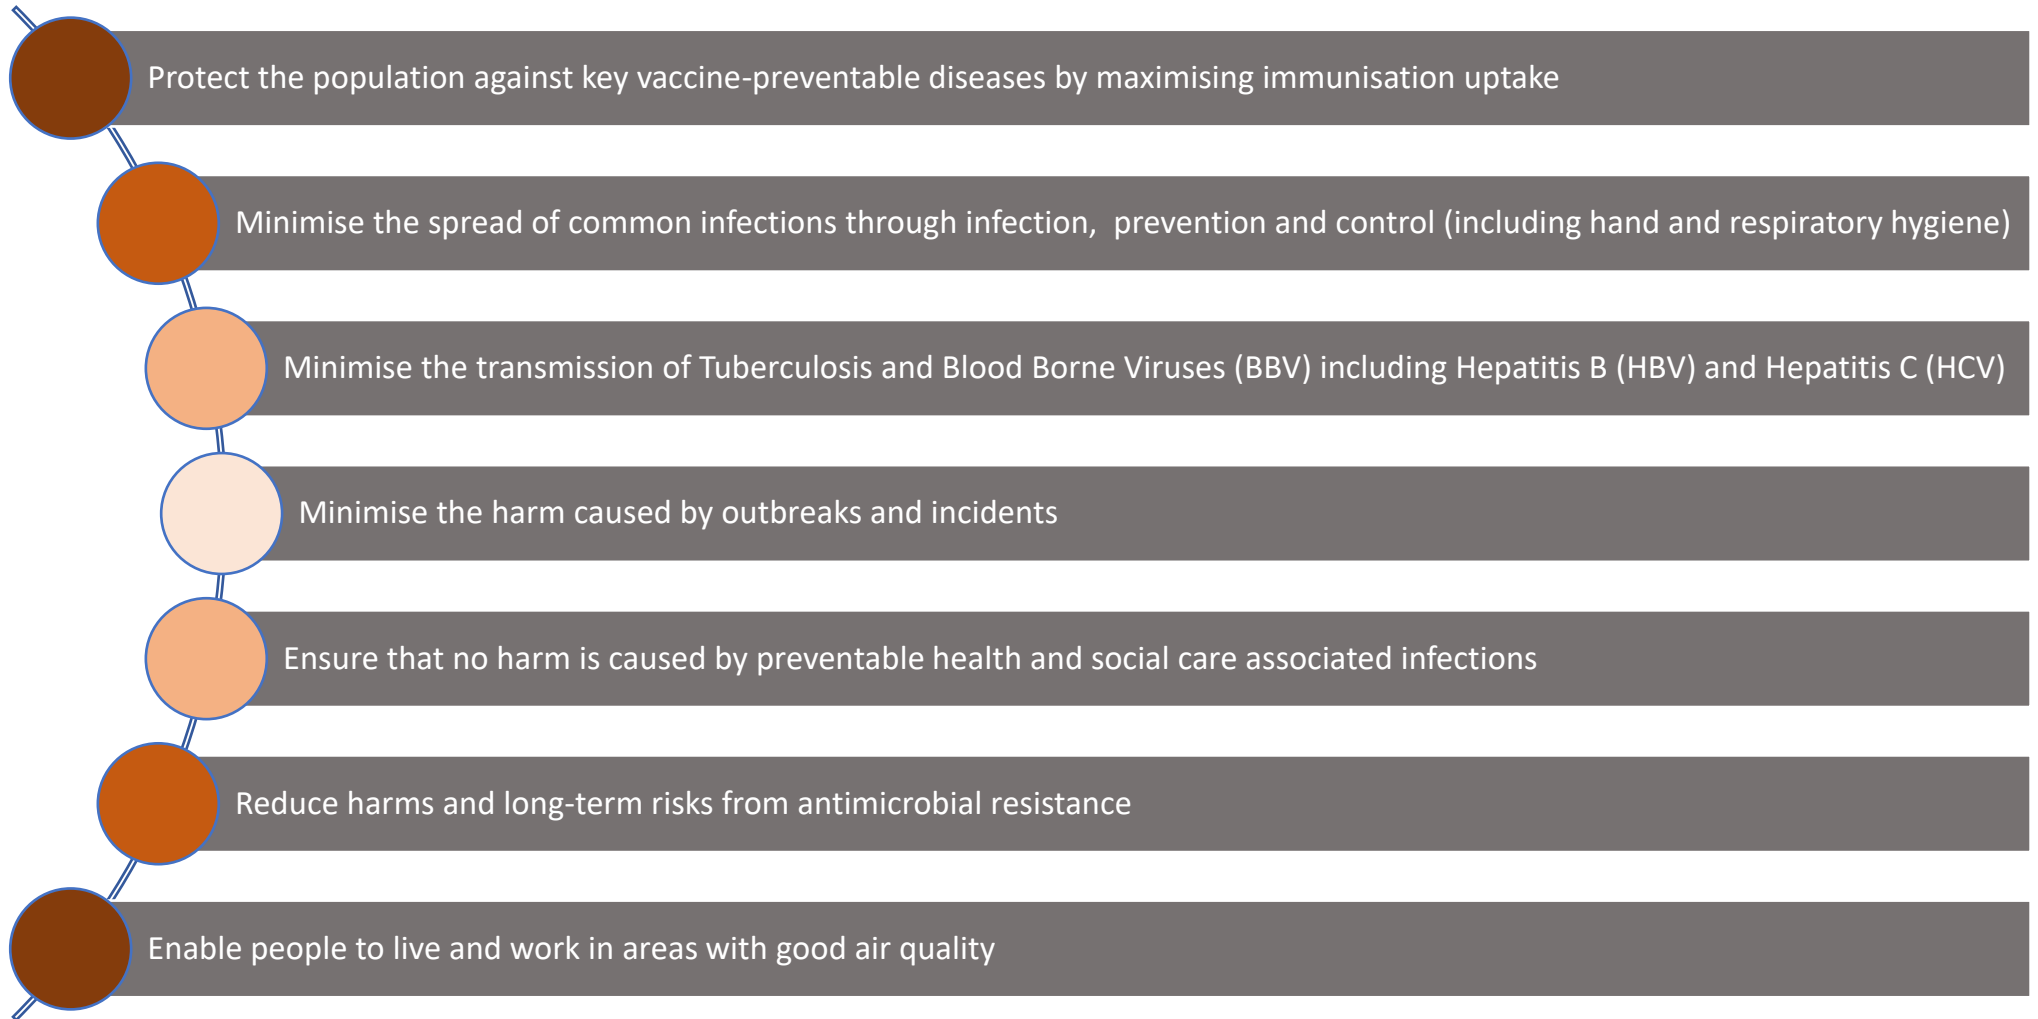 Protect the population against key vaccine-preventable diseases by maximising immunisation uptake
Minimise the spread of common infections through infection,  prevention and control (including hand and respiratory hygiene)
Minimise the transmission of Tuberculosis and Blood Borne Viruses (BBV) including Hepatitis B (HBV) and Hepatitis C (HCV)
Minimise the harm caused by outbreaks and incidents
Ensure that no harm is caused by preventable health and social care associated infections
Reduce harms and long-term risks from antimicrobial resistance
Enable people to live and work in areas with good air quality